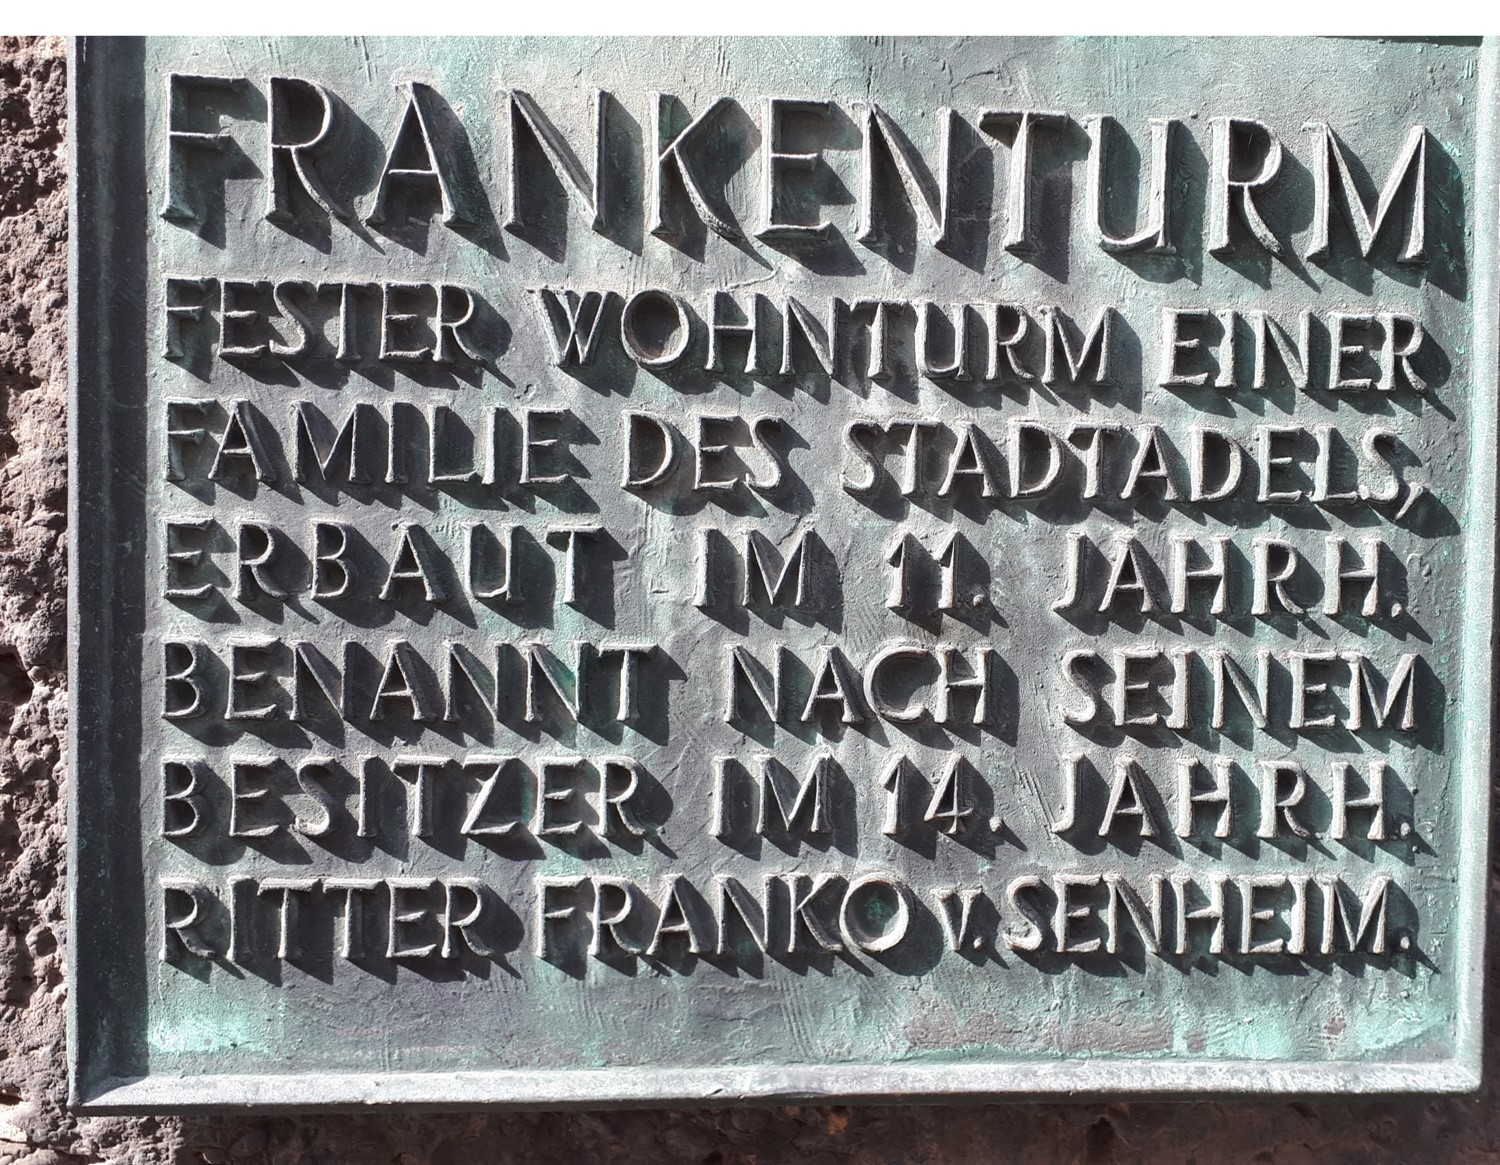 FRANKENTURM
FESTER WOHNTURM EINER
FAMILIE DES STADTADELS,
ERBAUT IM 11. JAHRH.
BENANNT NACH SEINEM
BESITZER IM 14. JAHRH.
RITTER FRANKO v. SENHEIM.